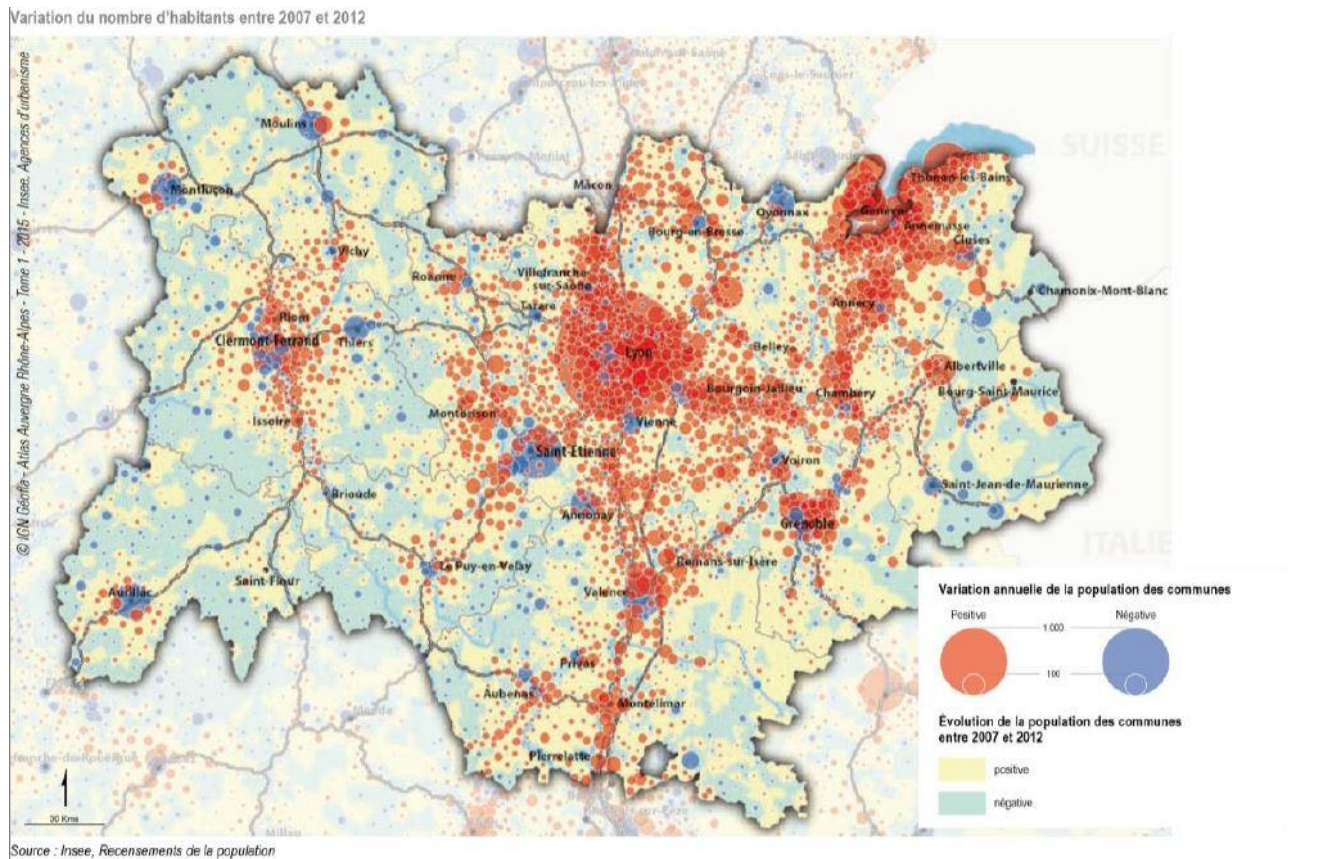 Variation du nombre d'habitants entre 2007 et 2012
© IGN Géofla - Atlas Auvergne Rhône-Alpes - Tome 1 - 2015 - Insee, Agences d'urbanisme
SUISSE
Moulins
Montluçon
Mâcon
Thonon-les-Bains
Genève
Oyonnax
Annemasse
Bourg-en-Bresse
Cluses
Vichy
Roanne
Villefranche-
sur-Saône
Chamonix-Mont-Blanc
Tarare
Annecy
Riom
Clermont-Ferrand
Thiers
Lyon
Belley
Albertville
Bourgoin-Jallieu
Chambéry
Bourg-Saint-Maurice
Montbrison
Issoire
Vienne
Saint-Etienne
Voiron
Brioude
Saint-Jean-de-Maurienne
Annonay
Grenoble
ITALIE
Le Puy-en-Velay
Romans-sur-Isère
Saint-Flour
Aurillac
Valence
Privas
Aubenas
Montélimar
Pierrelatte
Mende
Millau
30 Kms
Variation annuelle de la population des communes
Positive
Négative
1 000
100
Évolution de la population des communes
entre 2007 et 2012
positive
négative
Source : Insee, Recensements de la population